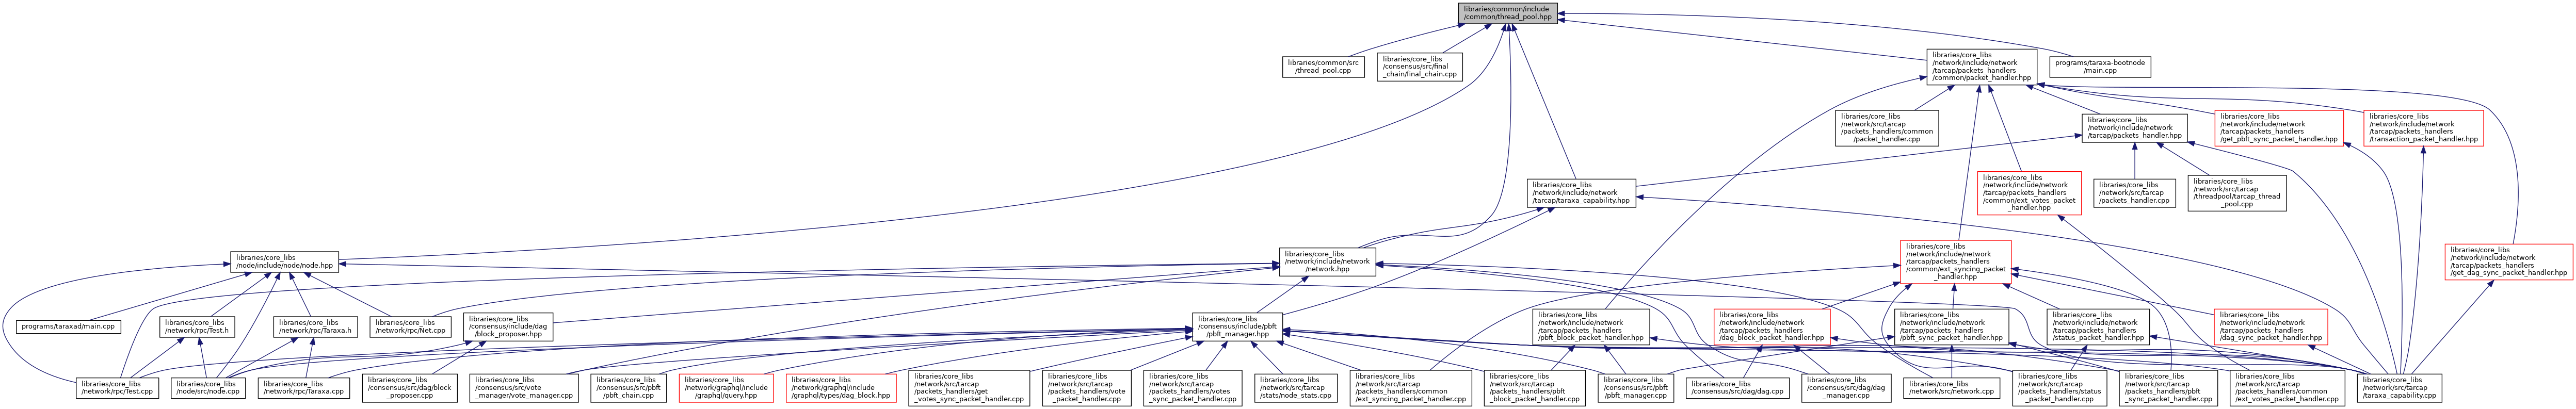 libraries/common/include
/common/thread_pool.hpp
libraries/common/src
/thread_pool.cpp
libraries/core_libs
/consensus/src/final
_chain/final_chain.cpp
libraries/core_libs
/network/include/network
/tarcap/packets_handlers
/common/packet_handler.hpp
programs/taraxa-bootnode
/main.cpp
libraries/core_libs
/network/src/tarcap
/packets_handlers/common
/packet_handler.cpp
libraries/core_libs
/network/include/network
/tarcap/packets_handler.hpp
libraries/core_libs
/network/include/network
/tarcap/packets_handlers
/get_pbft_sync_packet_handler.hpp
libraries/core_libs
/network/include/network
/tarcap/packets_handlers
/transaction_packet_handler.hpp
libraries/core_libs
/network/include/network
/tarcap/taraxa_capability.hpp
libraries/core_libs
/network/include/network
/tarcap/packets_handlers
/common/ext_votes_packet
_handler.hpp
libraries/core_libs
/network/src/tarcap
/packets_handler.cpp
libraries/core_libs
/network/src/tarcap
/threadpool/tarcap_thread
_pool.cpp
libraries/core_libs
/node/include/node/node.hpp
libraries/core_libs
/network/include/network
/network.hpp
libraries/core_libs
/network/include/network
/tarcap/packets_handlers
/common/ext_syncing_packet
_handler.hpp
libraries/core_libs
/network/include/network
/tarcap/packets_handlers
/get_dag_sync_packet_handler.hpp
programs/taraxad/main.cpp
libraries/core_libs
/network/rpc/Test.h
libraries/core_libs
/network/rpc/Taraxa.h
libraries/core_libs
/network/rpc/Net.cpp
libraries/core_libs
/consensus/include/dag
/block_proposer.hpp
libraries/core_libs
/consensus/include/pbft
/pbft_manager.hpp
libraries/core_libs
/network/include/network
/tarcap/packets_handlers
/pbft_block_packet_handler.hpp
libraries/core_libs
/network/include/network
/tarcap/packets_handlers
/dag_block_packet_handler.hpp
libraries/core_libs
/network/include/network
/tarcap/packets_handlers
/pbft_sync_packet_handler.hpp
libraries/core_libs
/network/include/network
/tarcap/packets_handlers
/status_packet_handler.hpp
libraries/core_libs
/network/include/network
/tarcap/packets_handlers
/dag_sync_packet_handler.hpp
libraries/core_libs
/network/rpc/Test.cpp
libraries/core_libs
/node/src/node.cpp
libraries/core_libs
/network/rpc/Taraxa.cpp
libraries/core_libs
/consensus/src/dag/block
_proposer.cpp
libraries/core_libs
/consensus/src/vote
_manager/vote_manager.cpp
libraries/core_libs
/consensus/src/pbft
/pbft_chain.cpp
libraries/core_libs
/network/graphql/include
/graphql/query.hpp
libraries/core_libs
/network/graphql/include
/graphql/types/dag_block.hpp
libraries/core_libs
/network/src/tarcap
/packets_handlers/get
_votes_sync_packet_handler.cpp
libraries/core_libs
/network/src/tarcap
/packets_handlers/vote
_packet_handler.cpp
libraries/core_libs
/network/src/tarcap
/packets_handlers/votes
_sync_packet_handler.cpp
libraries/core_libs
/network/src/tarcap
/stats/node_stats.cpp
libraries/core_libs
/network/src/tarcap
/packets_handlers/common
/ext_syncing_packet_handler.cpp
libraries/core_libs
/network/src/tarcap
/packets_handlers/pbft
_block_packet_handler.cpp
libraries/core_libs
/consensus/src/pbft
/pbft_manager.cpp
libraries/core_libs
/consensus/src/dag/dag.cpp
libraries/core_libs
/consensus/src/dag/dag
_manager.cpp
libraries/core_libs
/network/src/network.cpp
libraries/core_libs
/network/src/tarcap
/packets_handlers/status
_packet_handler.cpp
libraries/core_libs
/network/src/tarcap
/packets_handlers/pbft
_sync_packet_handler.cpp
libraries/core_libs
/network/src/tarcap
/packets_handlers/common
/ext_votes_packet_handler.cpp
libraries/core_libs
/network/src/tarcap
/taraxa_capability.cpp